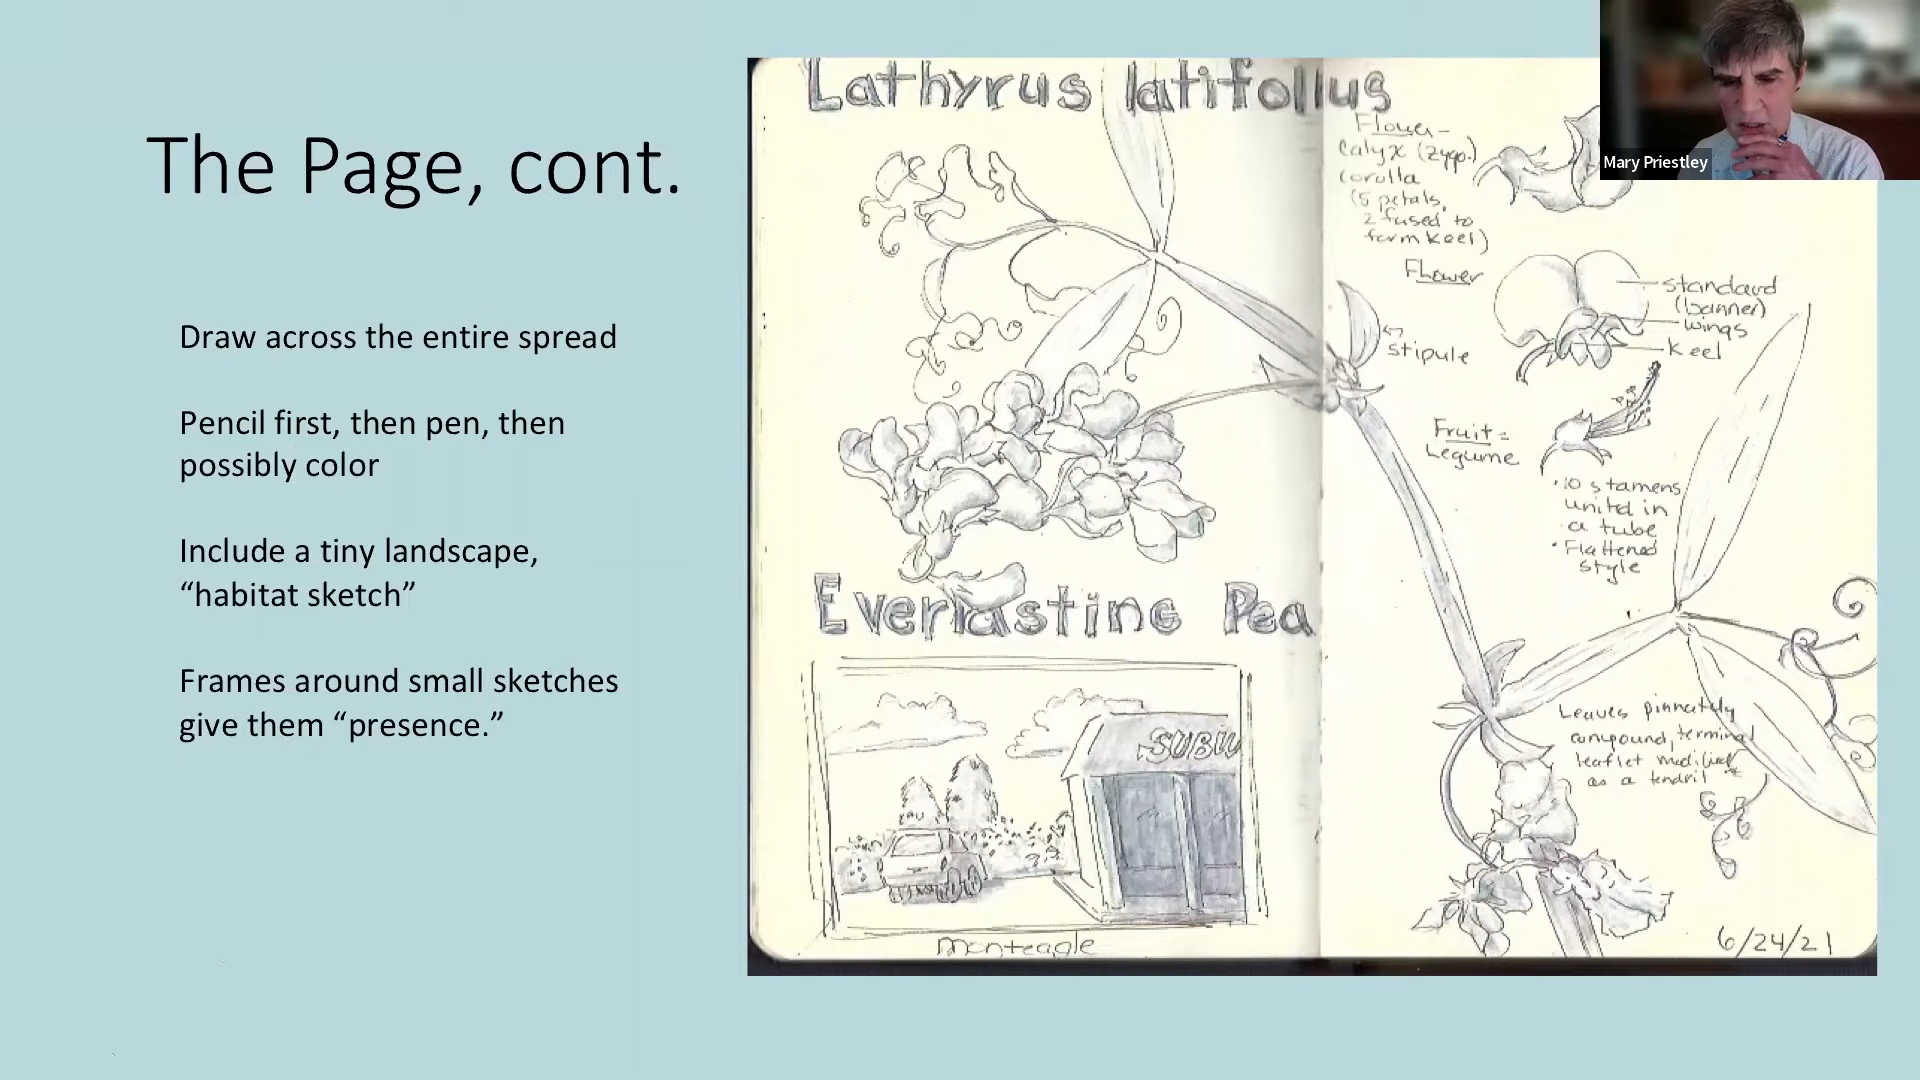 The Page, cont.
Draw across the entire spread
Pencil first, then pen, then
possibly color
Include a tiny landscape,
“habitat sketch”
Frames around small sketches
give them “presence.”
Lathyrus latifollus
Flower-
calyx (zygo.)
corolla
(5 petals,
2 fused to
form keel)
Flower
standard
(banner)
wings
keel
stipule
Fruit =
Legume
•10 stamens
united in
a tube
•Flattened
style
Everlasting Pea
SUBW
Leaves pinnately
compound, terminal
leaflet modified
as a tendril
monteagle
6/24/21
Mary Priestley